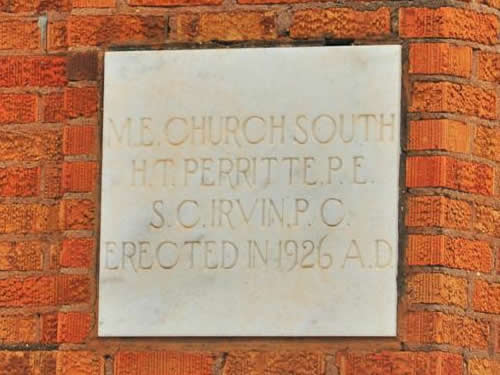 M.E. CHURCH SOUTH
H.T. PERRITTE, P.E.
S.C. IRVIN, P.C.
ERECTED IN 1926 A.D.